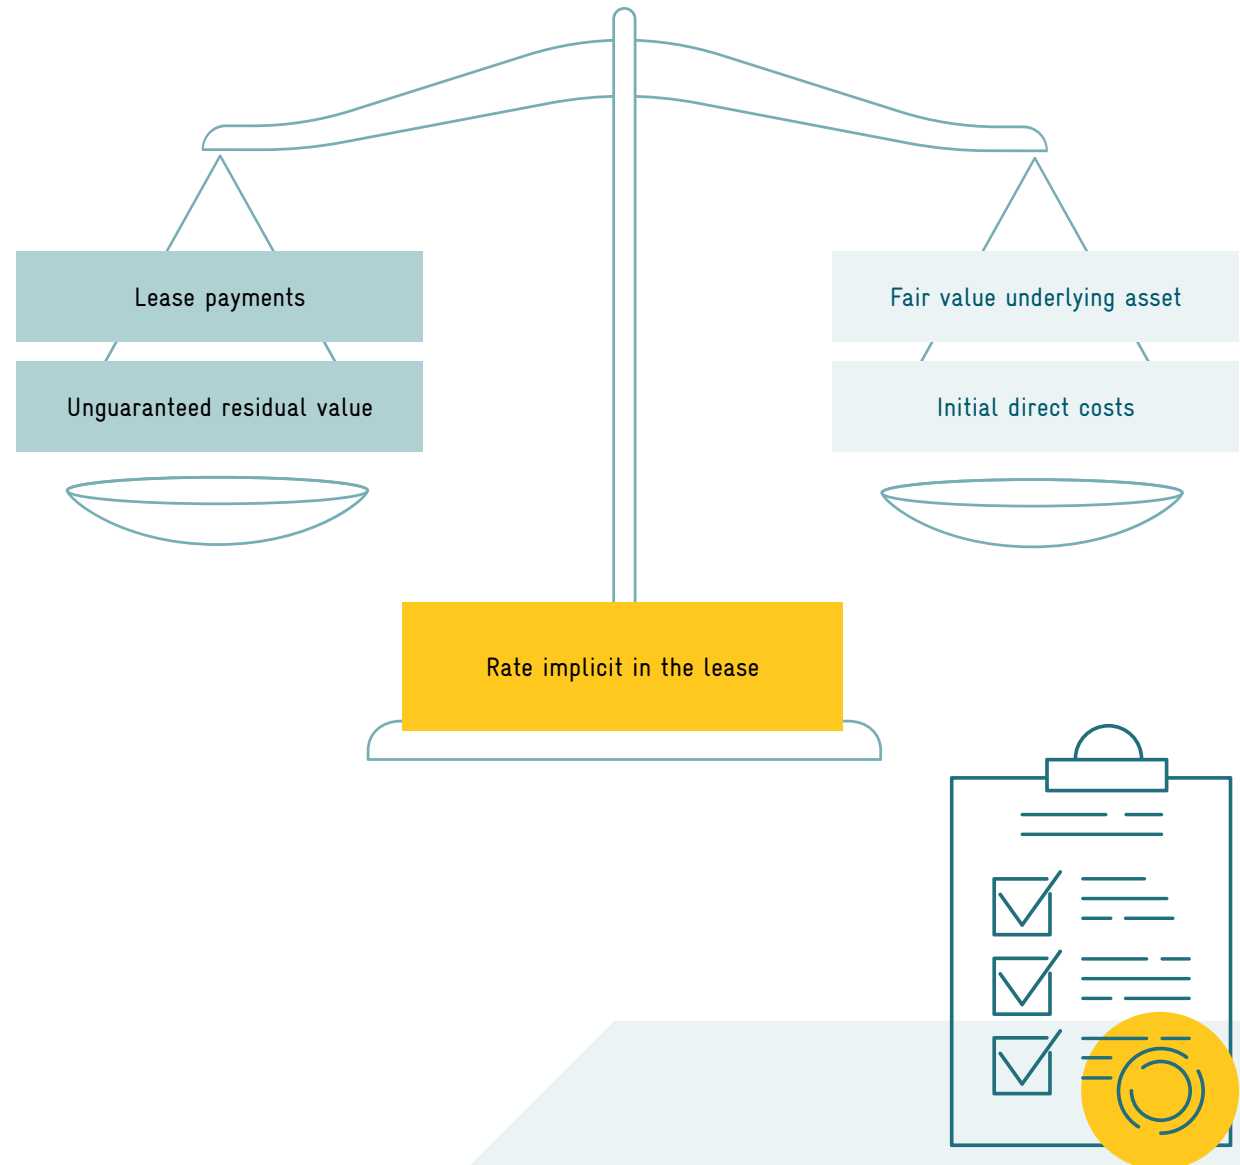 Lease payments
Unguaranteed residual value
Fair value underlying asset
Initial direct costs
Rate implicit in the lease